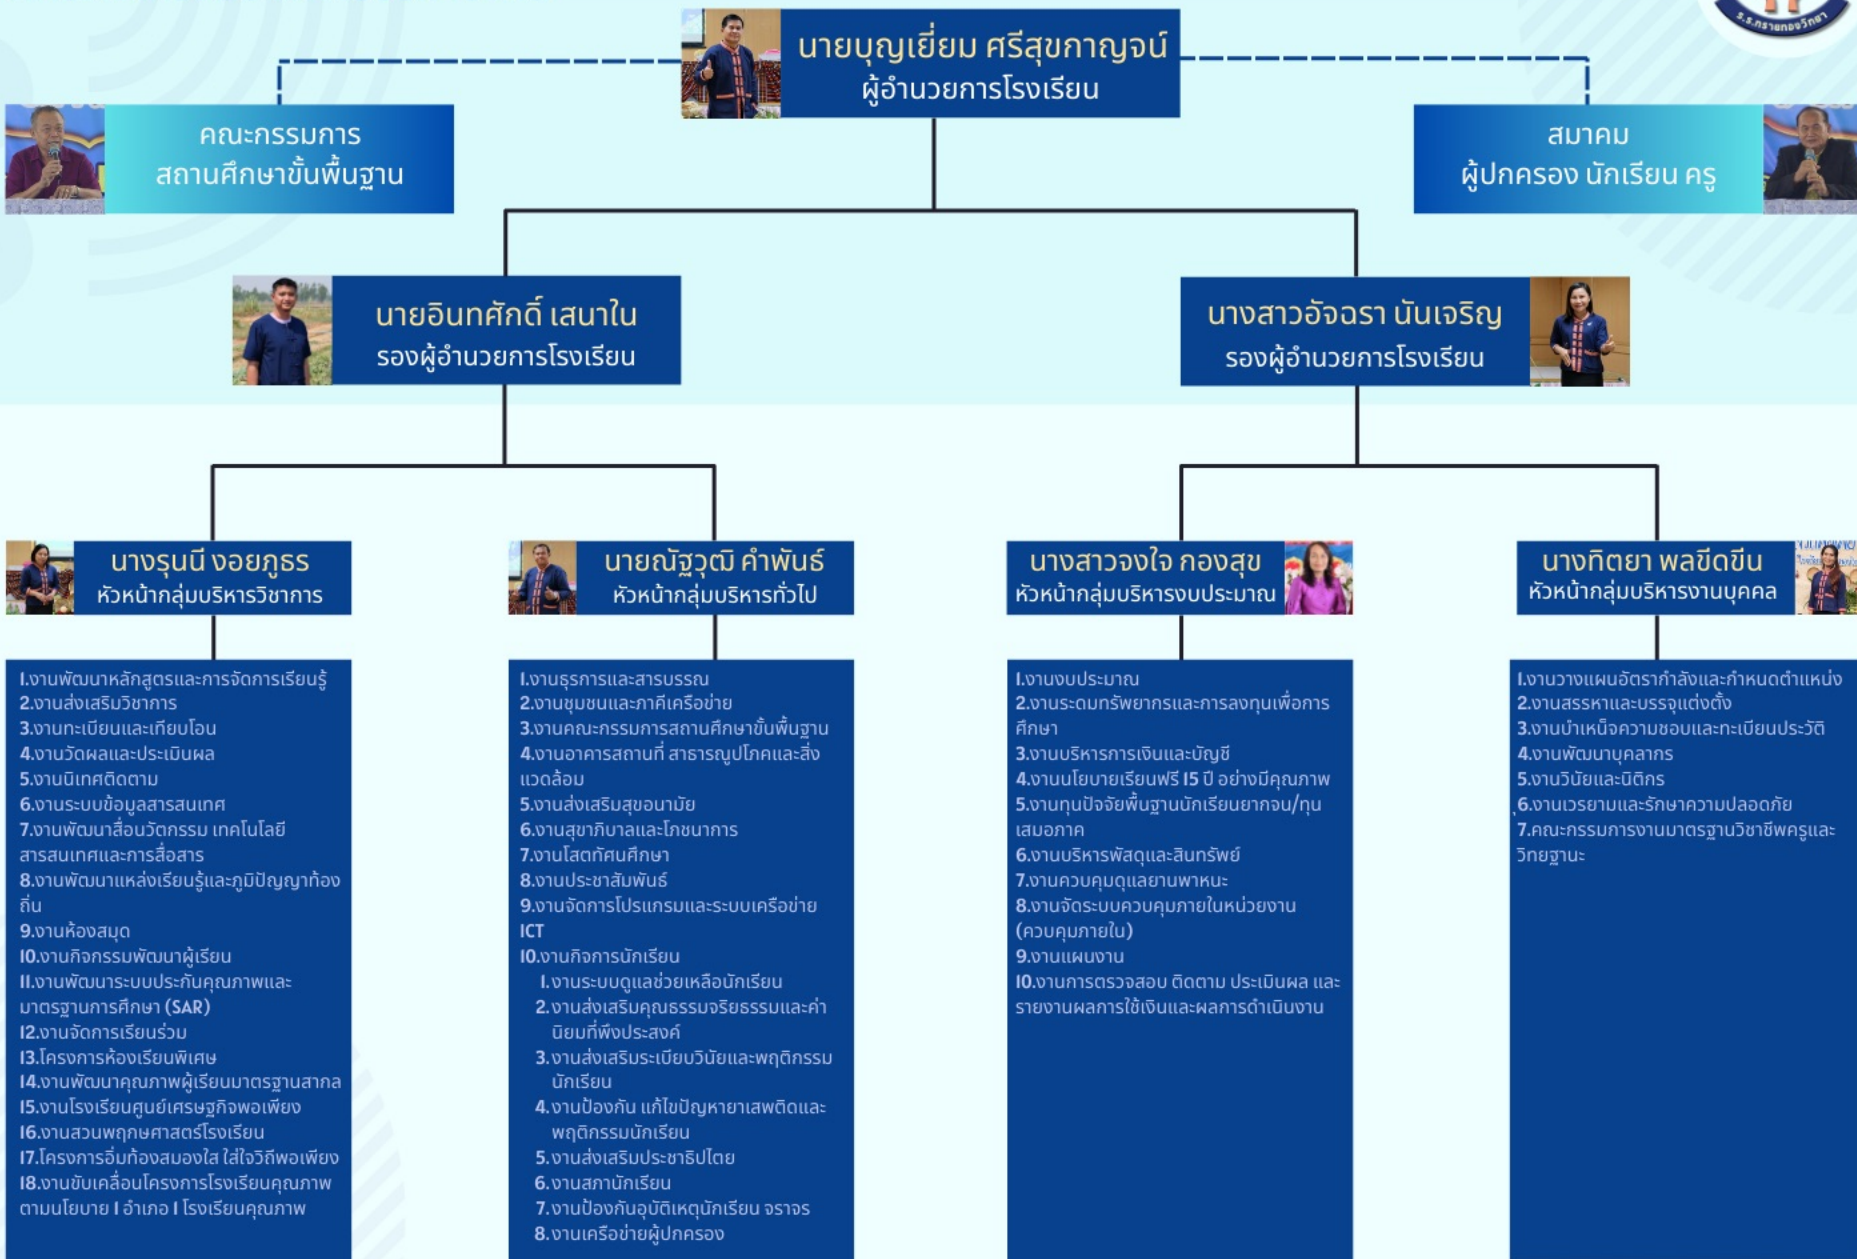 ร.ร.ทรายทองวิทยา
นายบุญเยี่ยม ศรีสุขกาญจน์
ผู้อำนวยการโรงเรียน
คณะกรรมการ
สถานศึกษาขั้นพื้นฐาน
สมาคม
ผู้ปกครอง นักเรียน ครู
นายอินทศักดิ์ เสนาใน
รองผู้อำนวยการโรงเรียน
นางสาวอัจฉรา นันเจริญ
รองผู้อำนวยการโรงเรียน
นางรุนนี งอยภูธร
หัวหน้ากลุ่มบริหารวิชาการ
นายณัฐวุฒิ คำพันธ์
หัวหน้ากลุ่มบริหารทั่วไป
นางสาวจงใจ กองสุข
หัวหน้ากลุ่มบริหารงบประมาณ
นางทิตยา พลขีดขีน
หัวหน้ากลุ่มบริหารงานบุคคล
1.งานพัฒนาหลักสูตรและการจัดการเรียนรู้
2.งานส่งเสริมวิชาการ
3.งานทะเบียนและเทียบโอน
4.งานวัดผลและประเมินผล
5.งานนิเทศติดตาม
6.งานระบบข้อมูลสารสนเทศ
7.งานพัฒนาสื่อนวัตกรรม เทคโนโลยี
สารสนเทศและการสื่อสาร
8.งานพัฒนาแหล่งเรียนรู้และภูมิปัญญาท้อง
ถิ่น
9.งานห้องสมุด
10.งานกิจกรรมพัฒนาผู้เรียน
11.งานพัฒนาระบบประกันคุณภาพและ
มาตรฐานการศึกษา (SAR)
12.งานจัดการเรียนร่วม
13.โครงการห้องเรียนพิเศษ
14.งานพัฒนาคุณภาพผู้เรียนมาตรฐานสากล
15.งานโรงเรียนศูนย์เศรษฐกิจพอเพียง
16.งานสวนพฤกษศาสตร์โรงเรียน
17.โครงการอิ่มท้องสมองใส ใส่ใจวิถีพอเพียง
18.งานขับเคลื่อนโครงการโรงเรียนคุณภาพ
ตามนโยบาย 1 อำเภอ 1 โรงเรียนคุณภาพ
1.งานธุรการและสารบรรณ
2.งานชุมชนและภาคีเครือข่าย
3.งานคณะกรรมการสถานศึกษาขั้นพื้นฐาน
4.งานอาคารสถานที่ สาธารณูปโภคและสิ่ง
แวดล้อม
5.งานส่งเสริมสุขอนามัย
6.งานสุขาภิบาลและโภชนาการ
7.งานโสตทัศนศึกษา
8.งานประชาสัมพันธ์
9.งานจัดการโปรแกรมและระบบเครือข่าย
ICT
10.งานกิจการนักเรียน
1.งานระบบดูแลช่วยเหลือนักเรียน
2.งานส่งเสริมคุณธรรมจริยธรรมและค่า
นิยมที่พึงประสงค์
3.งานส่งเสริมระเบียบวินัยและพฤติกรรม
นักเรียน
4.งานป้องกัน แก้ไขปัญหายาเสพติดและ
พฤติกรรมนักเรียน
5.งานส่งเสริมประชาธิปไตย
6.งานสภานักเรียน
7.งานป้องกันอุบัติเหตุนักเรียน จราจร
8.งานเครือข่ายผู้ปกครอง
1.งานงบประมาณ
2.งานระดมทรัพยากรและการลงทุนเพื่อการ
ศึกษา
3.งานบริหารการเงินและบัญชี
4.งานนโยบายเรียนฟรี 15 ปี อย่างมีคุณภาพ
5.งานทุนปัจจัยพื้นฐานนักเรียนยากจน/ทุน
เสมอภาค
6.งานบริหารพัสดุและสินทรัพย์
7.งานควบคุมดูแลยานพาหนะ
8.งานจัดระบบควบคุมภายในหน่วยงาน
(ควบคุมภายใน)
9.งานแผนงาน
10.งานการตรวจสอบ ติดตาม ประเมินผล และ
รายงานผลการใช้เงินและผลการดำเนินงาน
1.งานวางแผนอัตรากำลังและกำหนดตำแหน่ง
2.งานสรรหาและบรรจุแต่งตั้ง
3.งานบำเหน็จความชอบและทะเบียนประวัติ
4.งานพัฒนาบุคลากร
5.งานวินัยและนิติกร
6.งานเวรยามและรักษาความปลอดภัย
7.คณะกรรมการงานมาตรฐานวิชาชีพครูและ
วิทยฐานะ